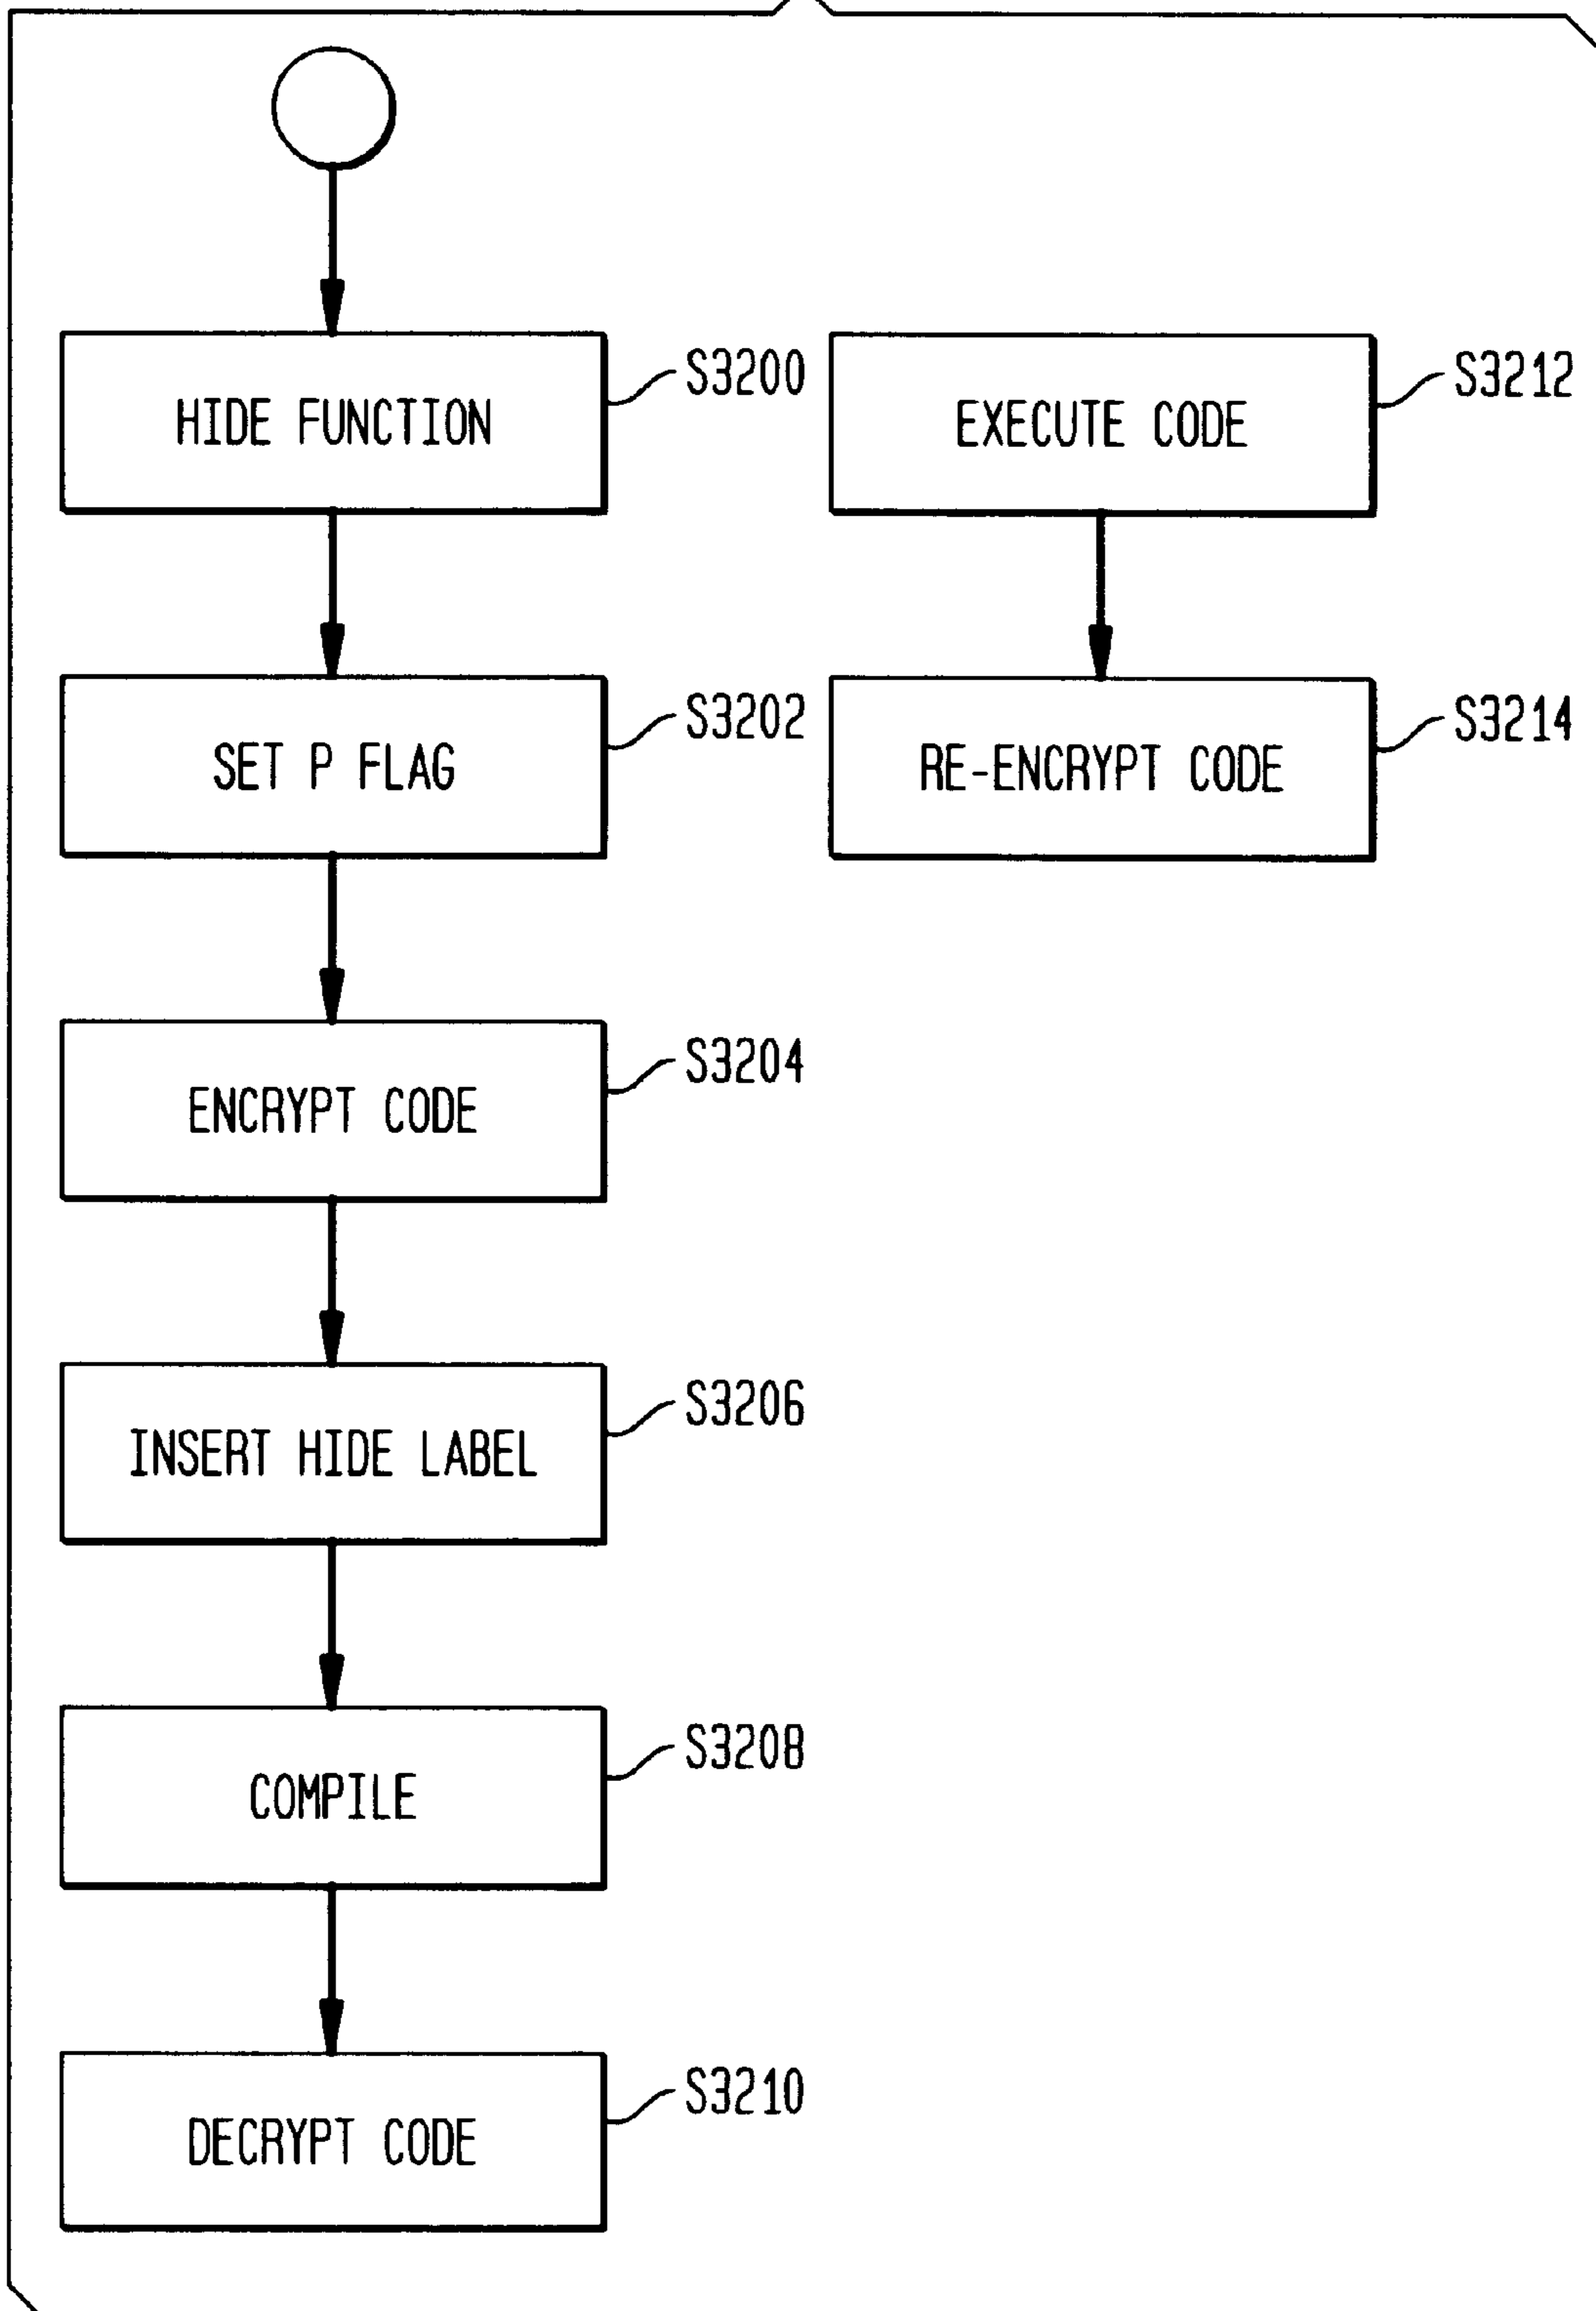 HIDE FUNCTION
S3200
SET P FLAG
S3202
ENCRYPT CODE
S3204
INSERT HIDE LABEL
S3206
COMPILE
S3208
DECRYPT CODE
S3210
EXECUTE CODE
S3212
RE-ENCRYPT CODE
S3214